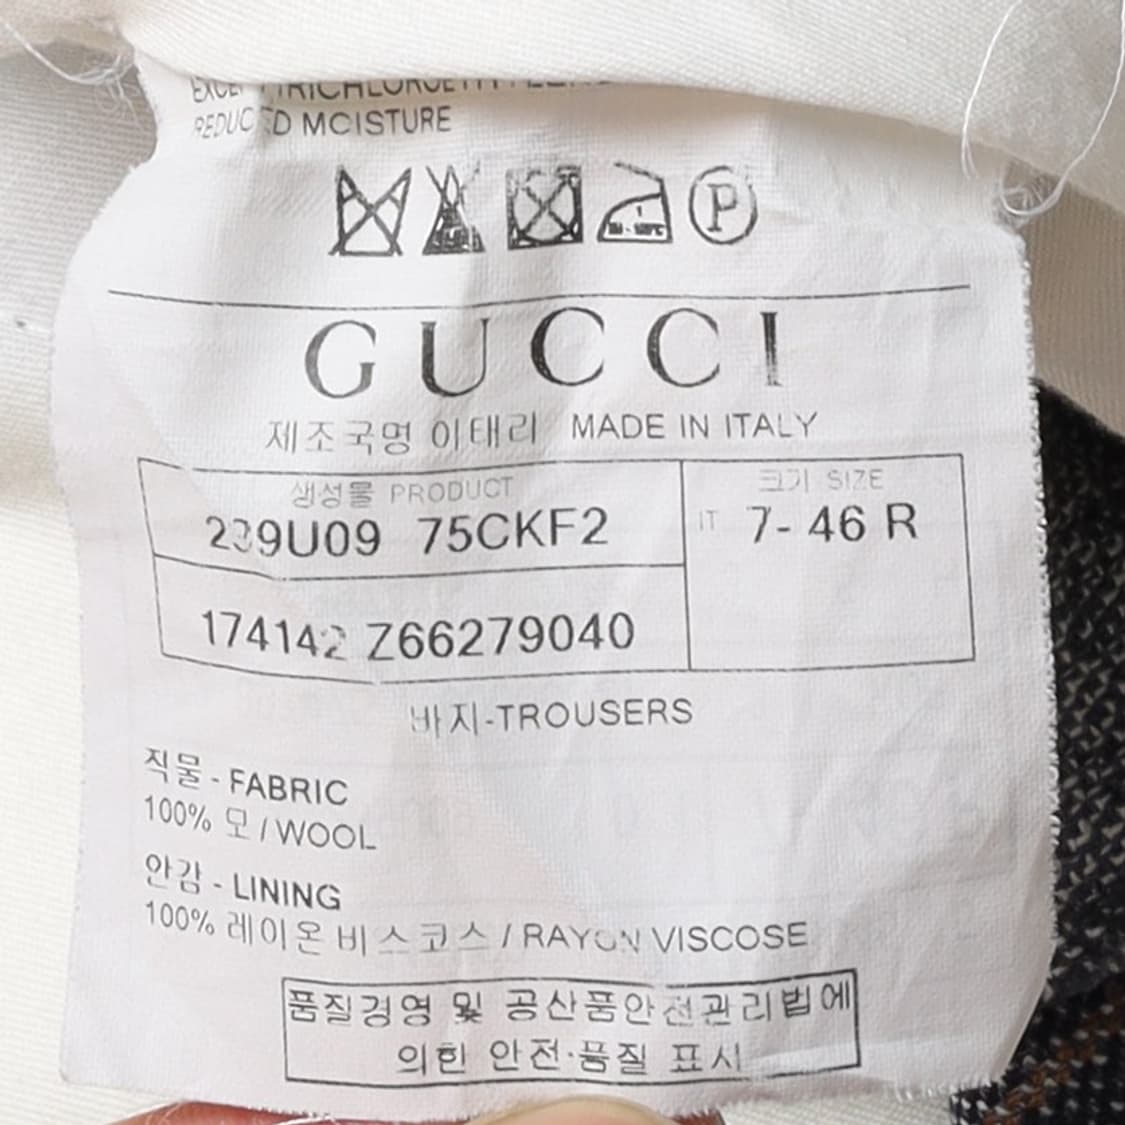 REDUCED MCISTURE
P
GUCCI
제조국명 이태리 MADE IN ITALY
생성물 PRODUCT
크기 SIZE
75CKF2
IT 7- 46 R
174142 Z66279040
바지-TROUSERS
직물 - FABRIC
100% 모 / WOOL
안감 - LINING
100% 레이온 비스코스 / RAYON VISCOSE
품질경영 및 공산품안전관리법에
의한 안전·품질 표시